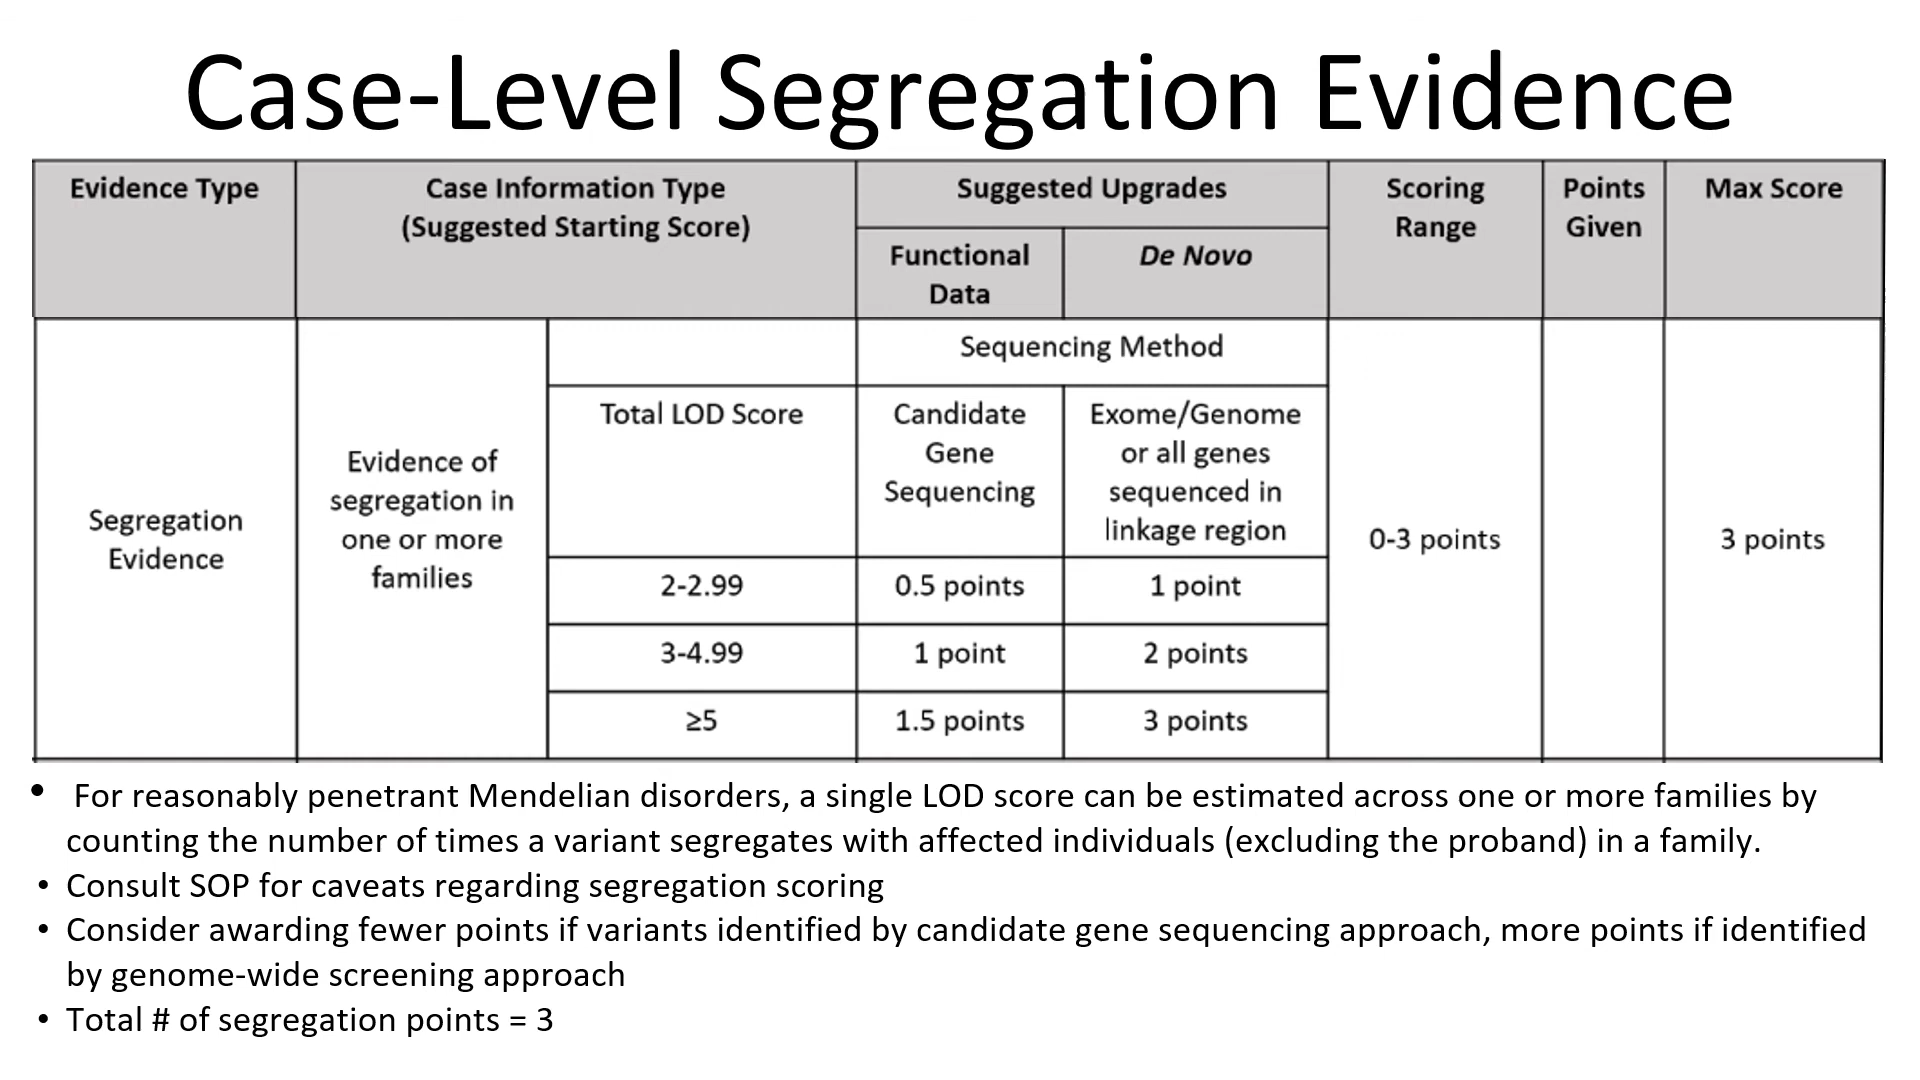 Case-Level Segregation Evidence
Evidence Type
Case Information Type
(Suggested Starting Score)
Suggested Upgrades
Functional
Data
De Novo
Scoring
Range
Points
Given
Max Score
Segregation
Evidence
Evidence of
segregation in
one or more
families
Sequencing Method
Total LOD Score
Candidate
Gene
Sequencing
Exome/Genome
or all genes
sequenced in
linkage region
2-2.99
0.5 points
1 point
3-4.99
1 point
2 points
≥5
1.5 points
3 points
0-3 points
3 points
• For reasonably penetrant Mendelian disorders, a single LOD score can be estimated across one or more families by
counting the number of times a variant segregates with affected individuals (excluding the proband) in a family.
• Consult SOP for caveats regarding segregation scoring
• Consider awarding fewer points if variants identified by candidate gene sequencing approach, more points if identified
by genome-wide screening approach
• Total # of segregation points = 3